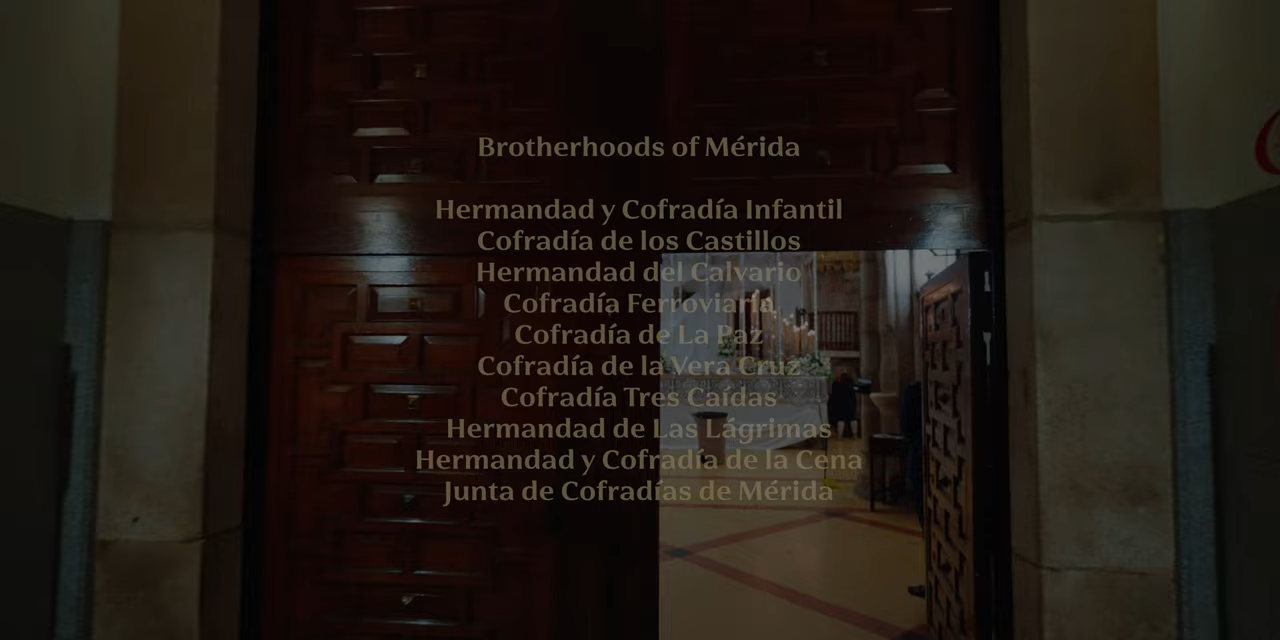 Brotherhoods of Mérida
Hermandad y Cofradía Infantil
Cofradía de los Castillos
Hermandad del Calvario
Cofradía Ferroviaria
Cofradía de La Paz
Cofradía de la Vera Cruz
Cofradía Tres Caídas
Hermandad de Las Lágrimas
Hermandad y Cofradía de la Cena
Junta de Cofradías de Mérida